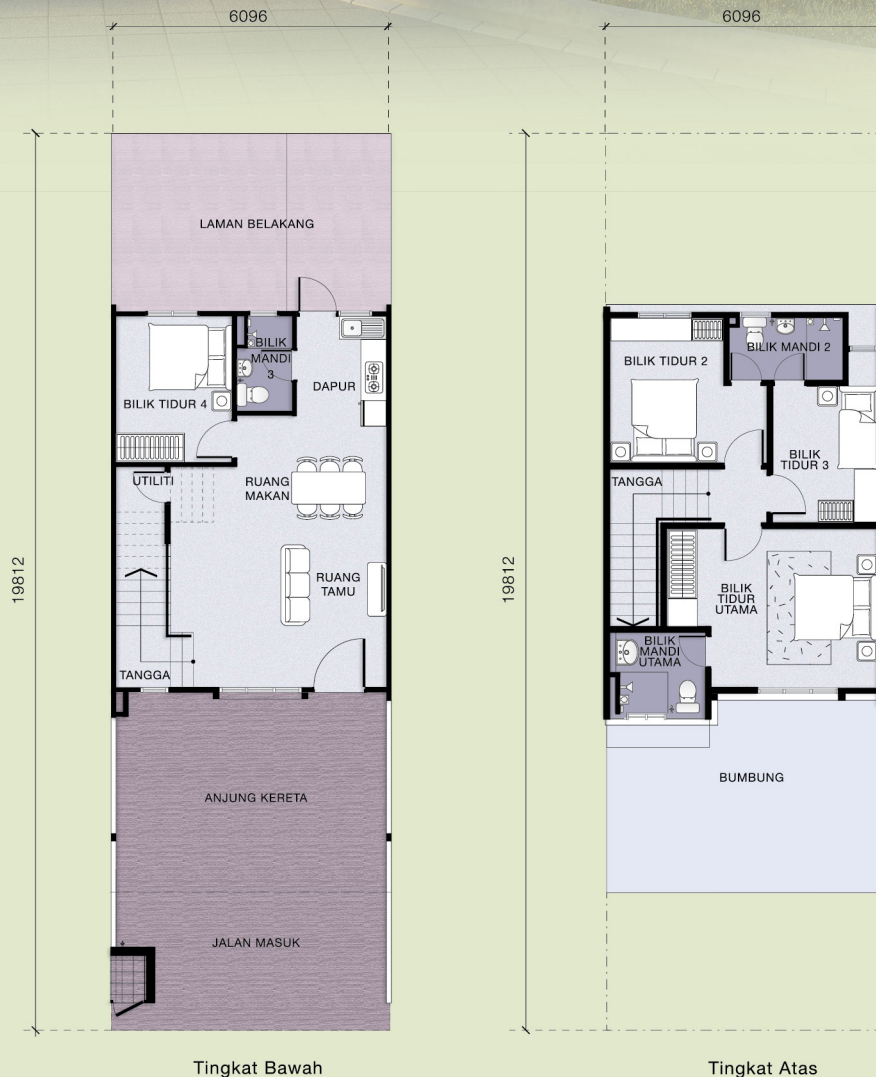 6096
6096
LAMAN BELAKANG
BILIK
MANDI
3
DAPUR
BILIK TIDUR 4
UTILITI
RUANG
MAKAN
RUANG
TAMU
TANGGA
19812
ANJUNG KERETA
JALAN MASUK
Tingkat Bawah
BILIK TIDUR 2
BILIK MANDI 2
BILIK
TIDUR 3
TANGGA
BILIK
TIDUR
UTAMA
BILIK
MANDI
UTAMA
19812
BUMBUNG
Tingkat Atas